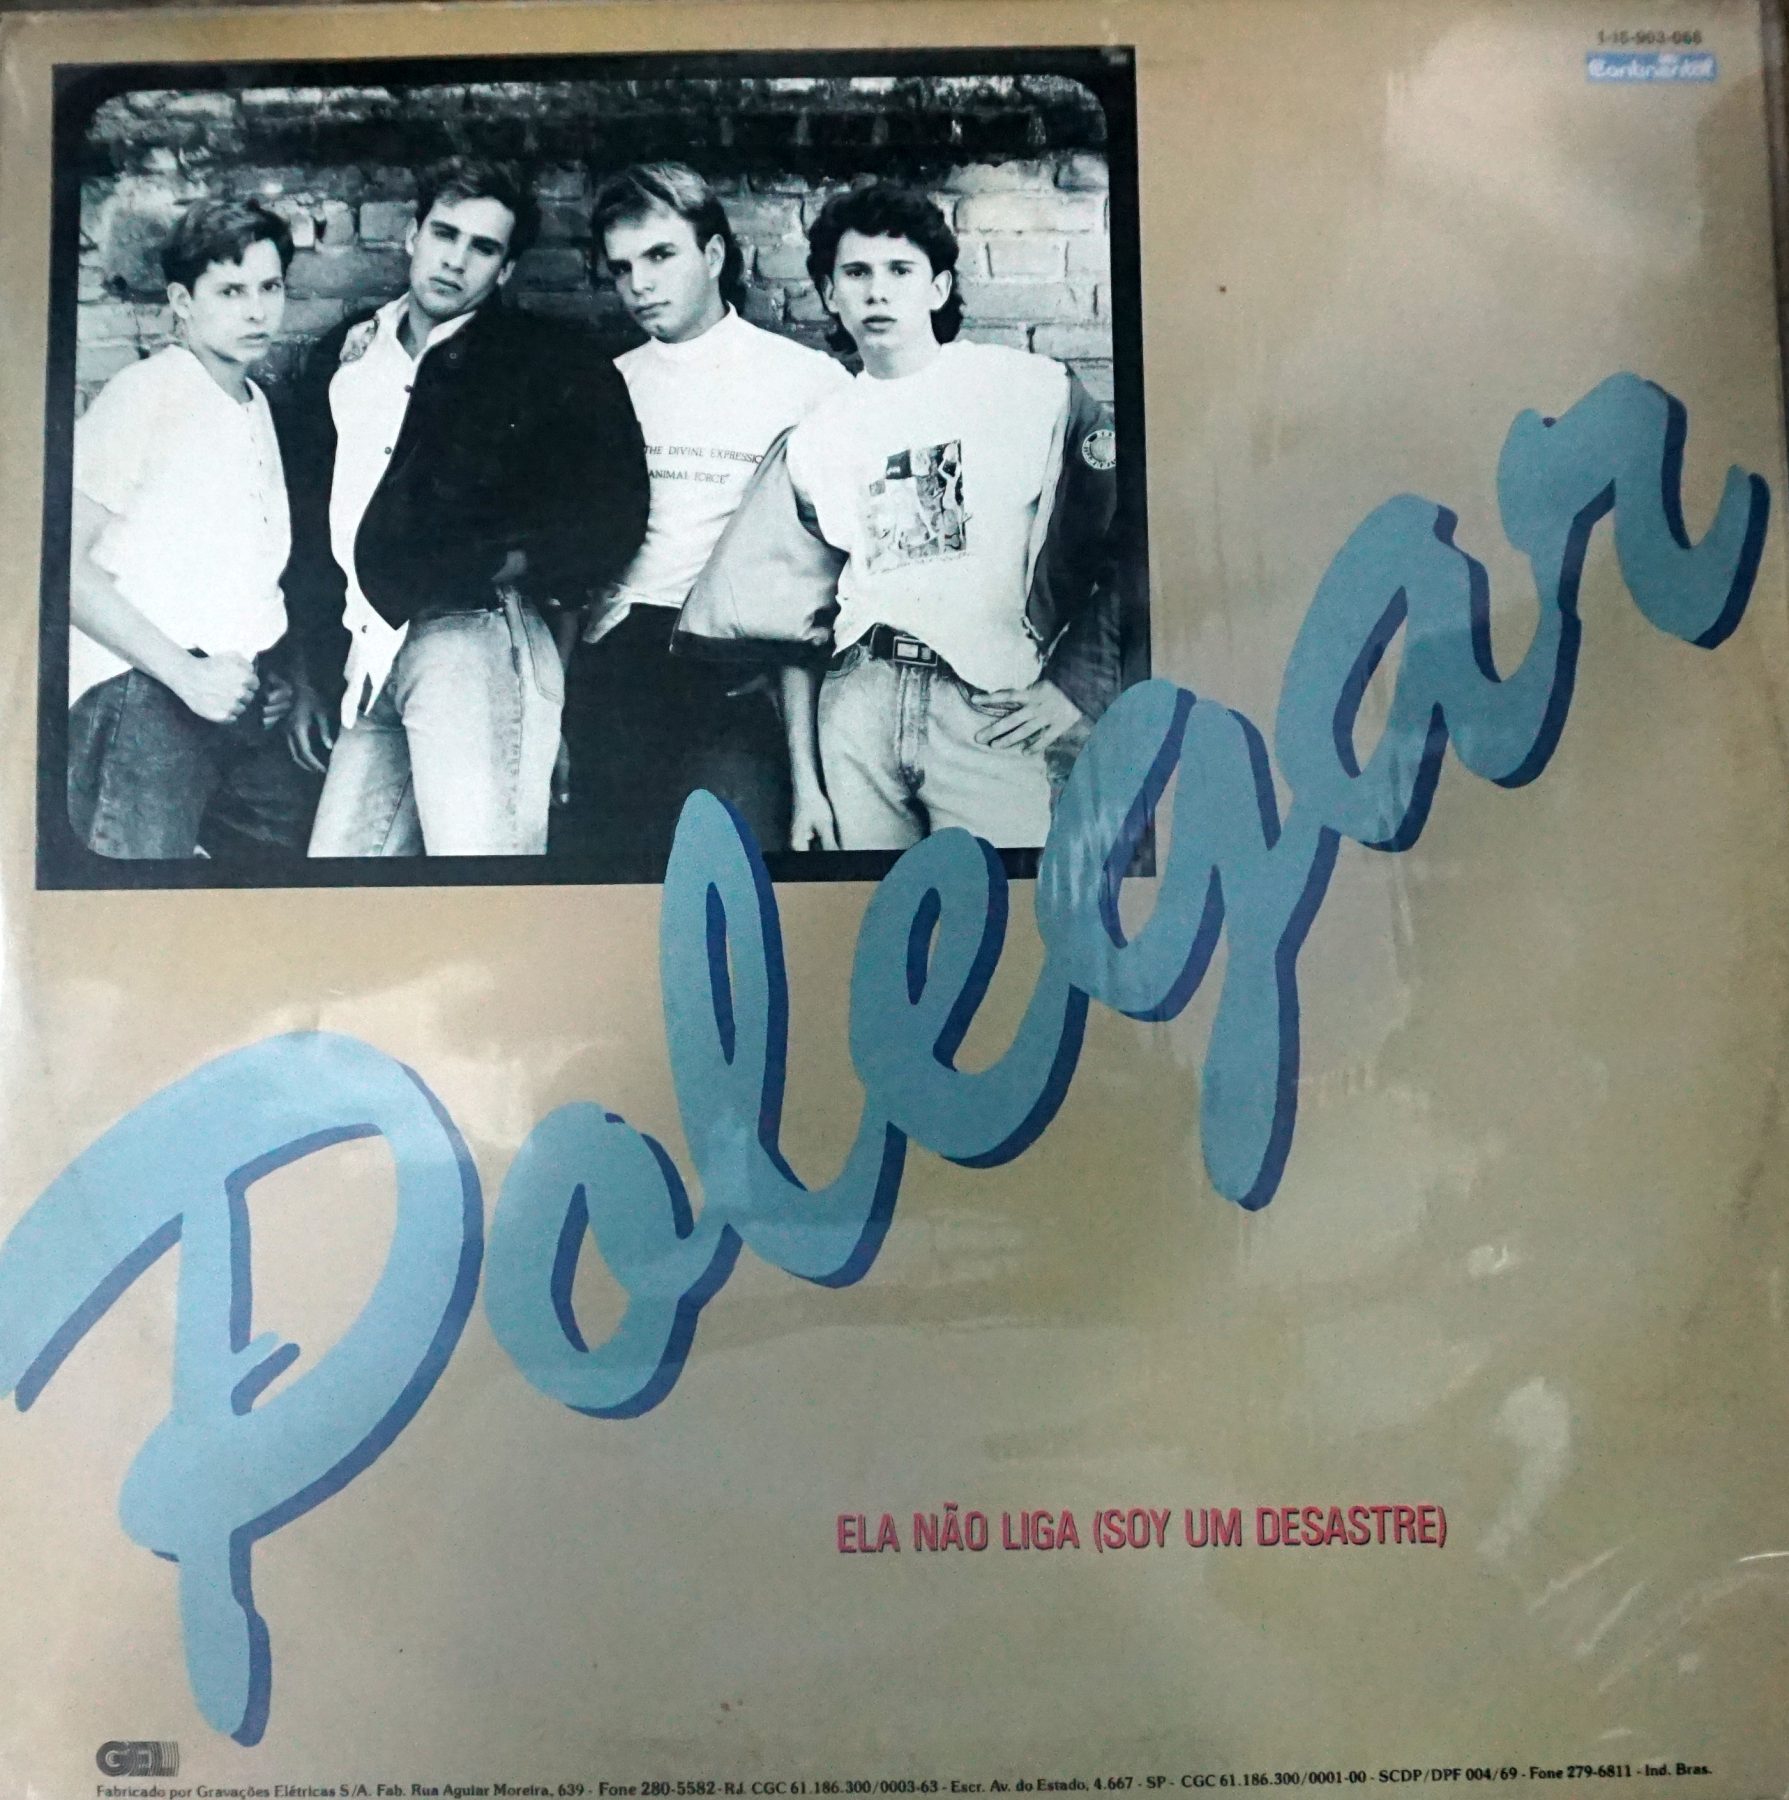 1-15-903-066
Continental
THE DIVINE EXPRESSIO
ANIMAL FORCE"
Polegar
ELA NÃO LIGA (SOY UM DESASTRE)
GEL
Fabricado por Gravações Elétricas S/A. Fab. Rua Aguiar Moreira, 639 - Fone 280-5582-RJ. CGC 61.186.300/0003-63 - Escr. Av. do Estado, 4.667 - SP - CGC 61.186.300/0001-00 - SCDP/DPF 004/69 - Fone 279-6811 - Ind. Bras.